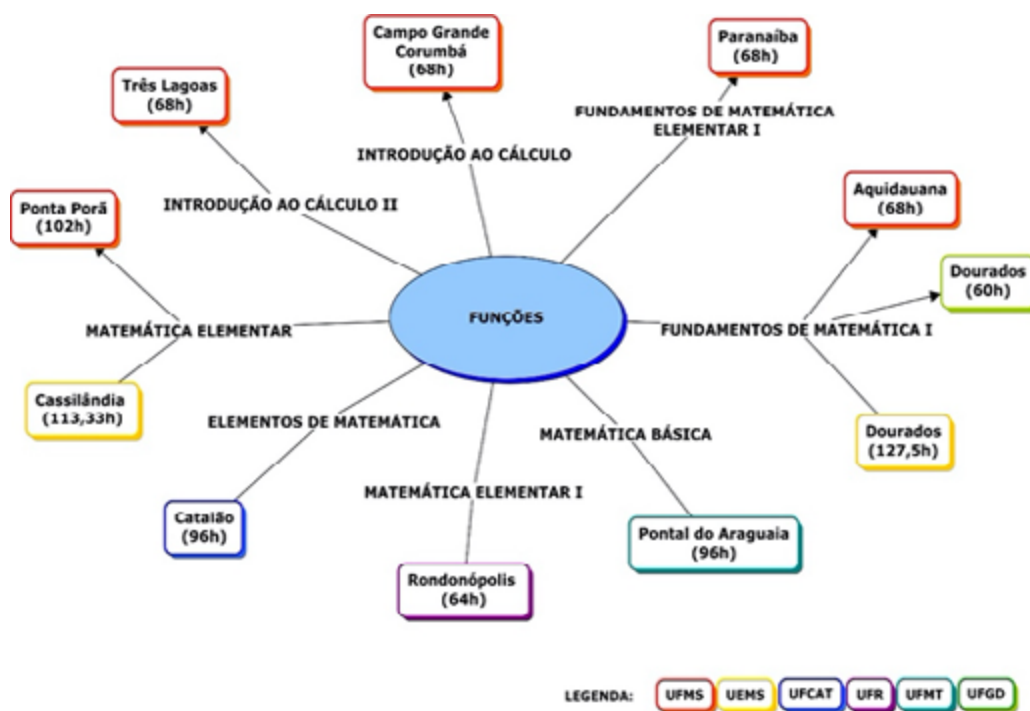 Campo Grande
Corumbá
(68h)
Paranaíba
(68h)
Três Lagoas
(68h)
FUNDAMENTOS DE MATEMÁTICA
ELEMENTAR I
INTRODUÇÃO AO CÁLCULO
Aquidauana
(68h)
Ponta Porã
(102h)
INTRODUÇÃO AO CÁLCULO II
Dourados
(60h)
FUNÇÕES
MATEMÁTICA ELEMENTAR
FUNDAMENTOS DE MATEMÁTICA I
Cassilândia
(113,33h)
ELEMENTOS DE MATEMÁTICA
MATEMÁTICA BÁSICA
Dourados
(127,5h)
MATEMÁTICA ELEMENTAR I
Catalão
(96h)
Pontal do Araguaia
(96h)
Rondonópolis
(64h)
LEGENDA: UFMS UEMS UFCAT UFR UFMT UFGD